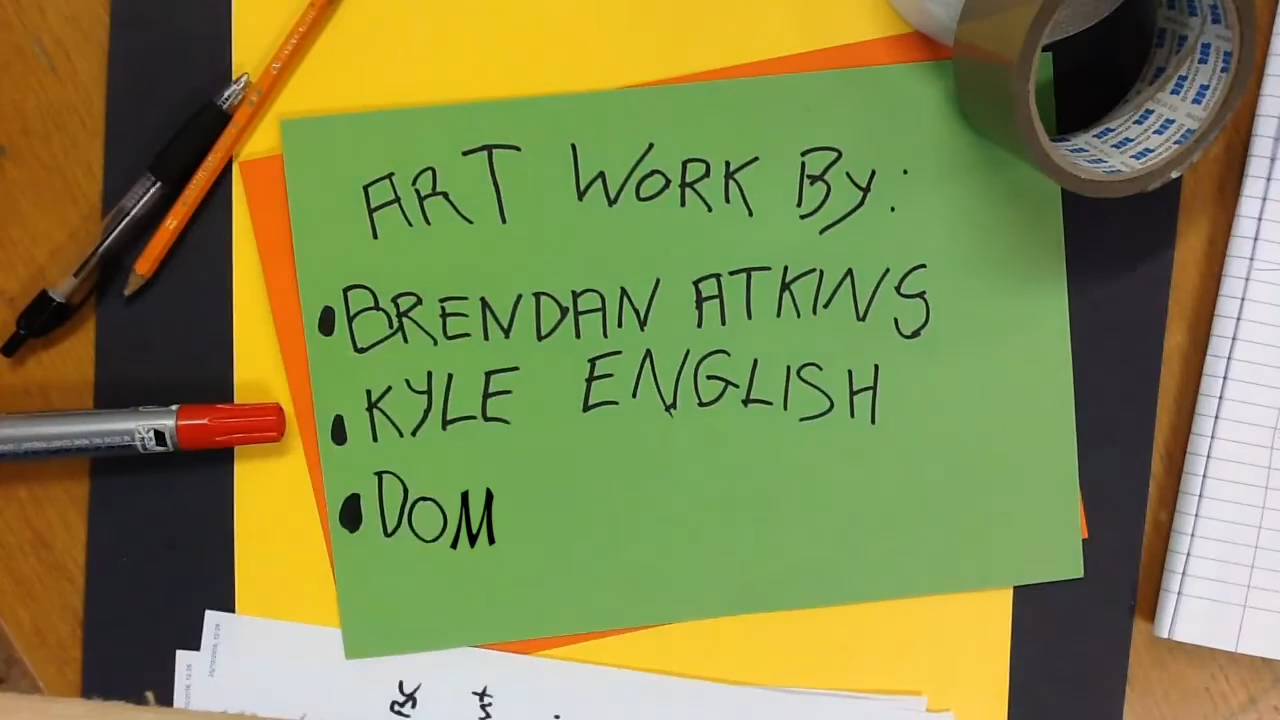 ART WORK BY:
• BRENDAN ATKINS
• KYLE ENGLISH
• DOM